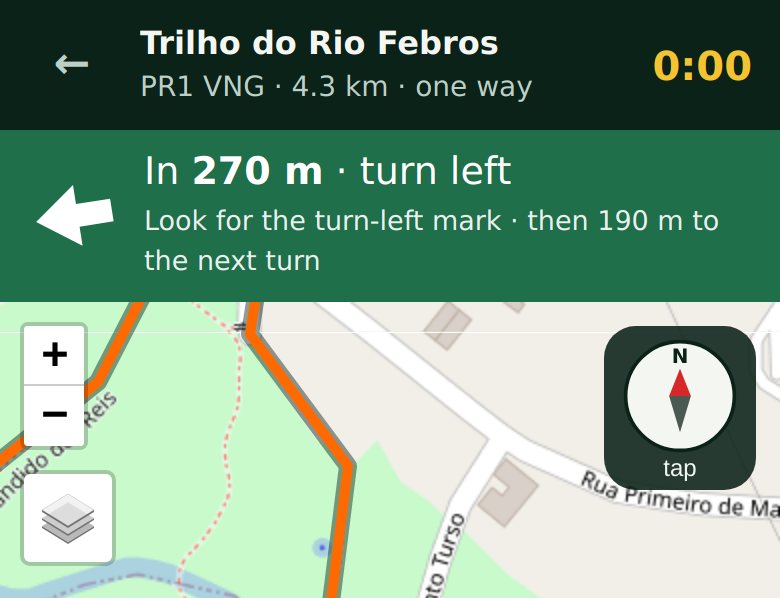 ←
Trilho do Rio Febros
PR1 VNG · 4.3 km · one way
0:00
In 270 m · turn left
Look for the turn-left mark · then 190 m to
the next turn
+
−
N
tap
Reis
Rua Primeiro de Ma
Turso